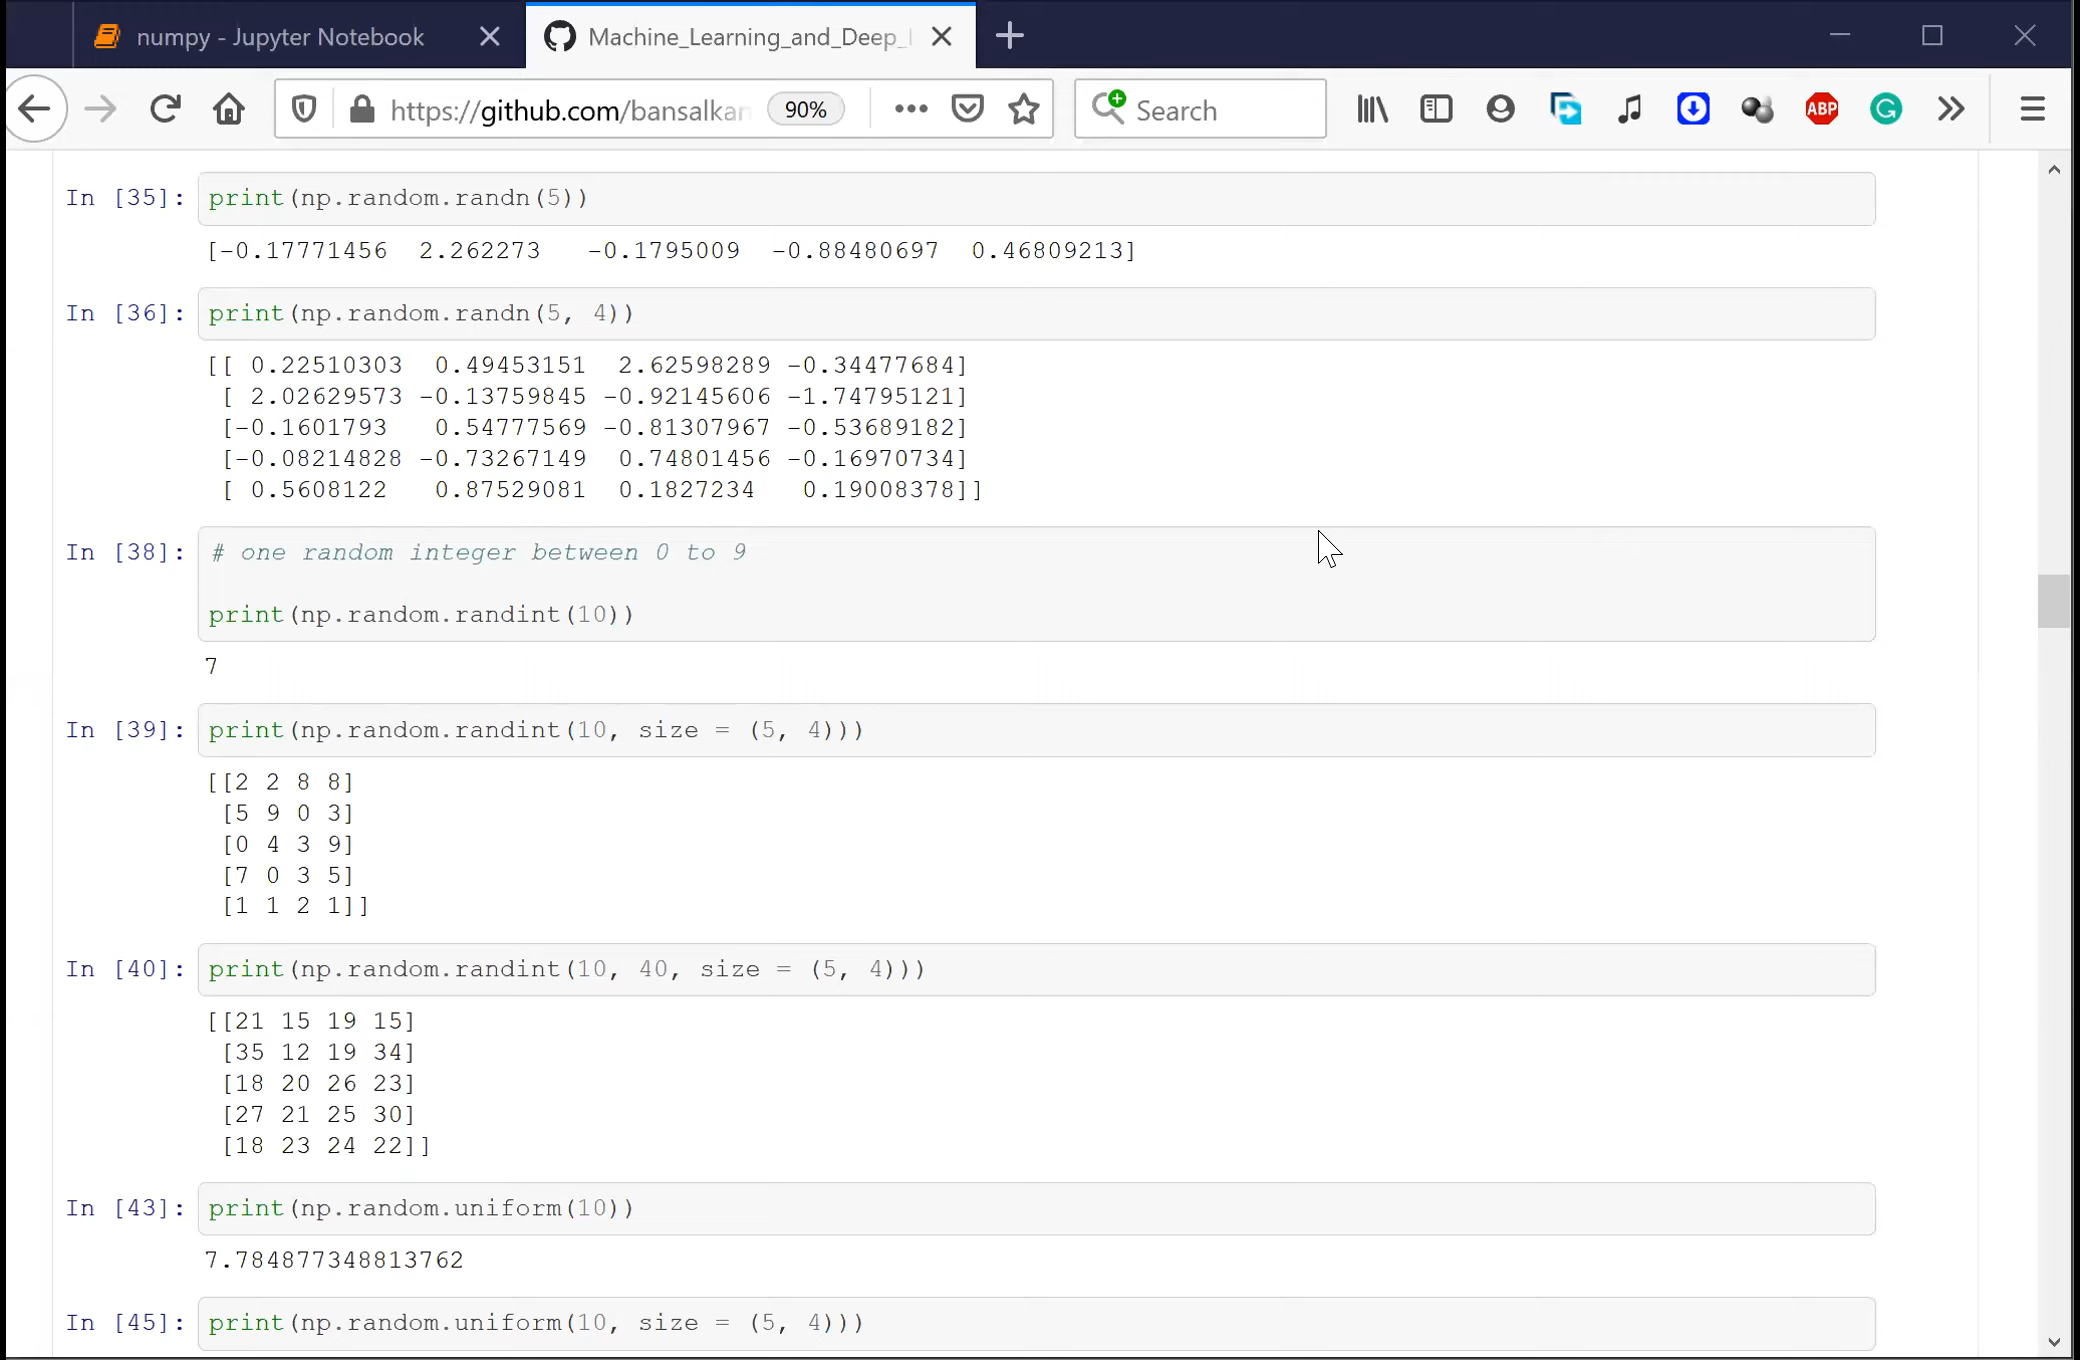 numpy - Jupyter Notebook
Machine_Learning_and_Deep_
https://github.com/bansalkan
90%
Search
ABP
In [35]: print(np.random.randn(5))
[-0.17771456  2.262273   -0.1795009  -0.88480697  0.46809213]
In [36]: print(np.random.randn(5, 4))
[[ 0.22510303  0.49453151  2.62598289 -0.34477684]
 [ 2.02629573 -0.13759845 -0.92145606 -1.74795121]
 [-0.1601793   0.54777569 -0.81307967 -0.53689182]
 [-0.08214828 -0.73267149  0.74801456 -0.16970734]
 [ 0.5608122   0.87529081  0.1827234   0.19008378]]
In [38]: # one random integer between 0 to 9
print(np.random.randint(10))
7
In [39]: print(np.random.randint(10, size = (5, 4)))
[[2 2 8 8]
 [5 9 0 3]
 [0 4 3 9]
 [7 0 3 5]
 [1 1 2 1]]
In [40]: print(np.random.randint(10, 40, size = (5, 4)))
[[21 15 19 15]
 [35 12 19 34]
 [18 20 26 23]
 [27 21 25 30]
 [18 23 24 22]]
In [43]: print(np.random.uniform(10))
7.784877348813762
In [45]: print(np.random.uniform(10, size = (5, 4)))